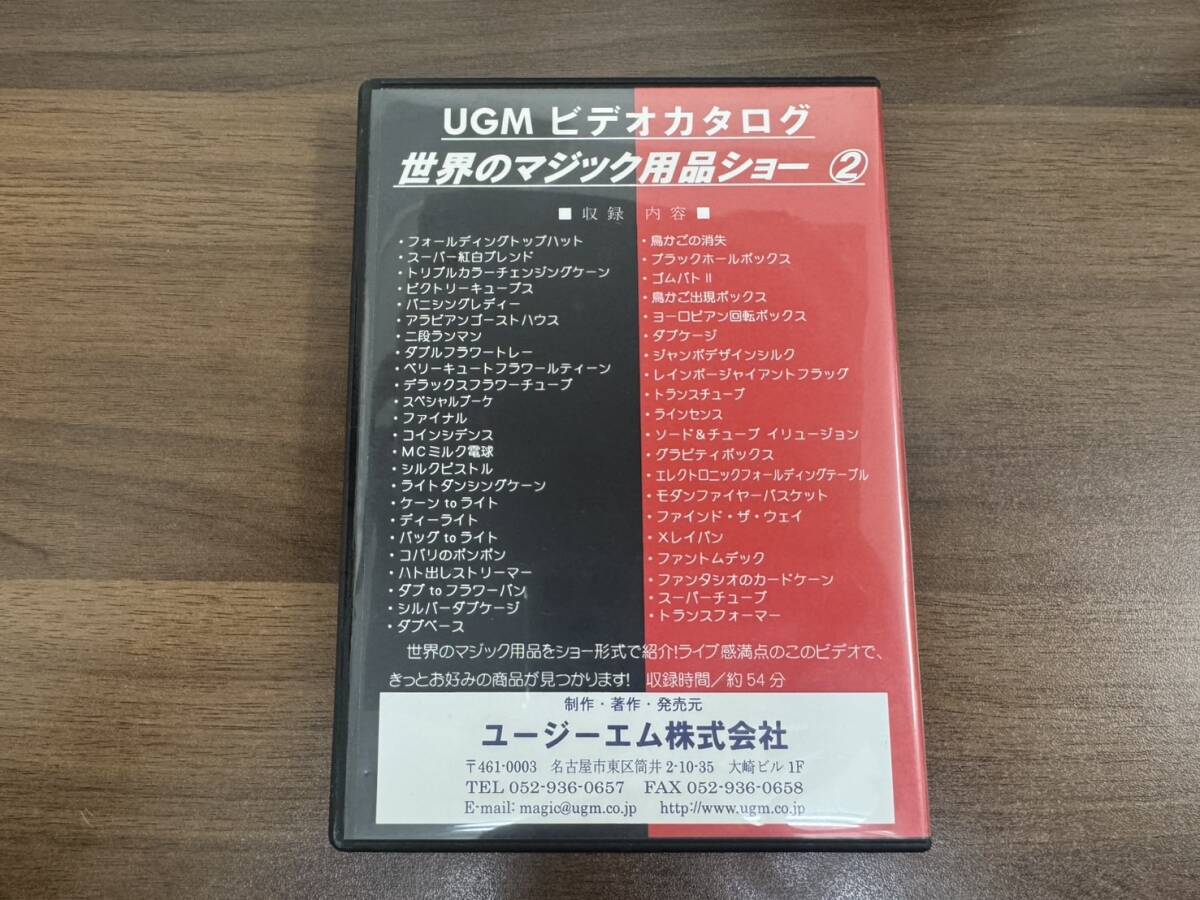 UGM ビデオカタログ
世界のマジック用品ショー ②
■ 収録 内容 ■
・フォールディングトップハット
・スーパー紅白ブレンド
・トリプルカラーチェンジングケーン
・ビクトリーキューブス
・バニシングレディー
・アラビアンゴーストハウス
・二段ランマン
・ダブルフラワートレー
・ベリーキュートフラワールティーン
・デラックスフラワーチューブ
・スペシャルブーケ
・ファイナル
・コインシデンス
・MCミルク電球
・シルクピストル
・ライトダンシングケーン
・ケーン to ライト
・ディーライト
・バッグ to ライト
・コバリのポンポン
・ハト出しストリーマー
・ダブ to フラワーパン
・シルバーダブケージ
・ダブベース
・鳥かごの消失
・ブラックホールボックス
・ゴムバト II
・鳥かご出現ボックス
・ヨーロピアン回転ボックス
・ダブケージ
・ジャンボデザインシルク
・レインボージャイアントフラッグ
・トランスチューブ
・ラインセンス
・ソード＆チューブ イリュージョン
・グラビティボックス
・エレクトロニックフォールディングテーブル
・モダンファイヤーバスケット
・ファインド・ザ・ウェイ
・Xレイバン
・ファントムデック
・ファンタシオのカードケーン
・スーパーチューブ
・トランスフォーマー
世界のマジック用品をショー形式で紹介!ライブ感満点のこのビデオで、
きっとお好みの商品が見つかります! 収録時間/約54分
制作・著作・発売元
ユージーエム株式会社
〒461-0003 名古屋市東区筒井 2-10-35 大崎ビル 1F
TEL 052-936-0657 FAX 052-936-0658
E-mail: magic@ugm.co.jp http://www.ugm.co.jp